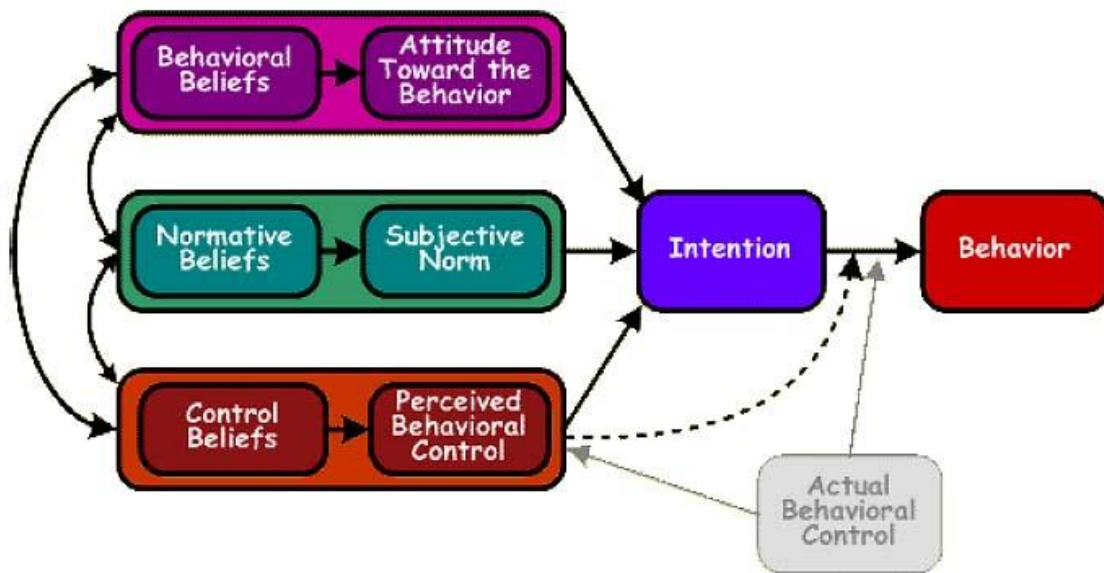 Behavioral
Beliefs
Attitude
Toward the
Behavior
Normative
Beliefs
Subjective
Norm
Intention
Behavior
Control
Beliefs
Perceived
Behavioral
Control
Actual
Behavioral
Control